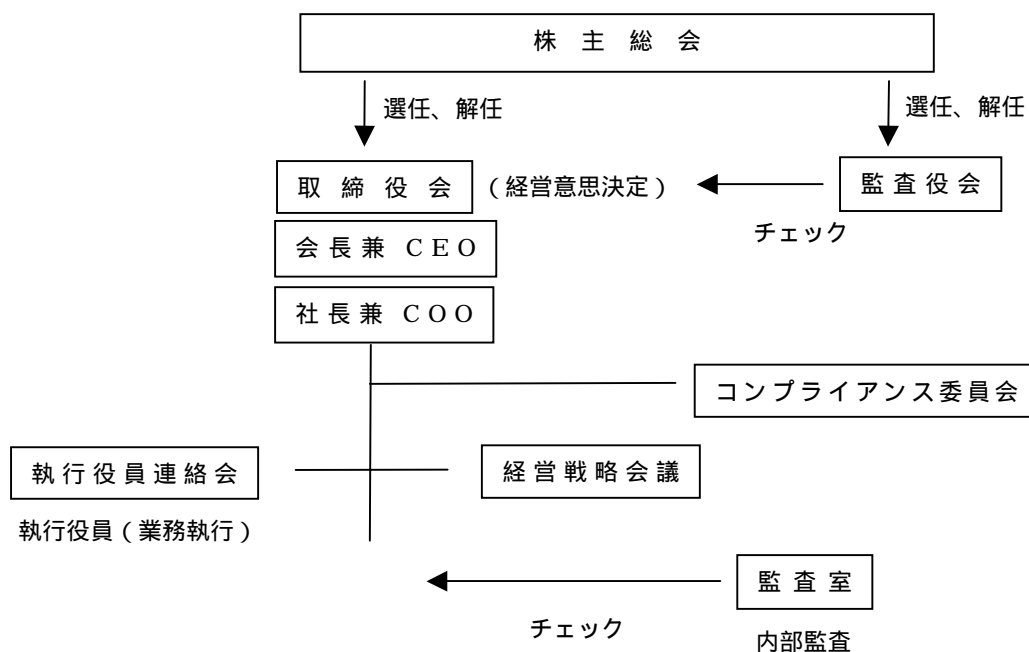 株主総会
選任、解任
選任、解任
取締役会 （経営意思決定） 監査役会
チェック
会長兼 CEO
社長兼 COO
コンプライアンス委員会
執行役員連絡会 経営戦略会議
執行役員（業務執行）
監査室
チェック
内部監査